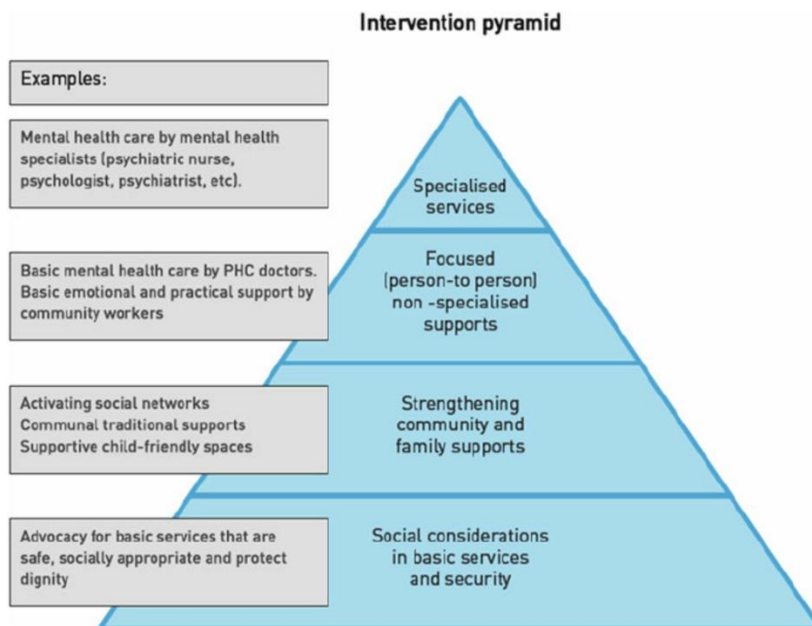 Intervention pyramid
Examples:
Mental health care by mental health
specialists (psychiatric nurse,
psychologist, psychiatrist, etc).
Specialised
services
Basic mental health care by PHC doctors.
Basic emotional and practical support by
community workers
Focused
(person-to person)
non -specialised
supports
Activating social networks
Communal traditional supports
Supportive child-friendly spaces
Strengthening
community and
family supports
Advocacy for basic services that are
safe, socially appropriate and protect
dignity
Social considerations
in basic services
and security